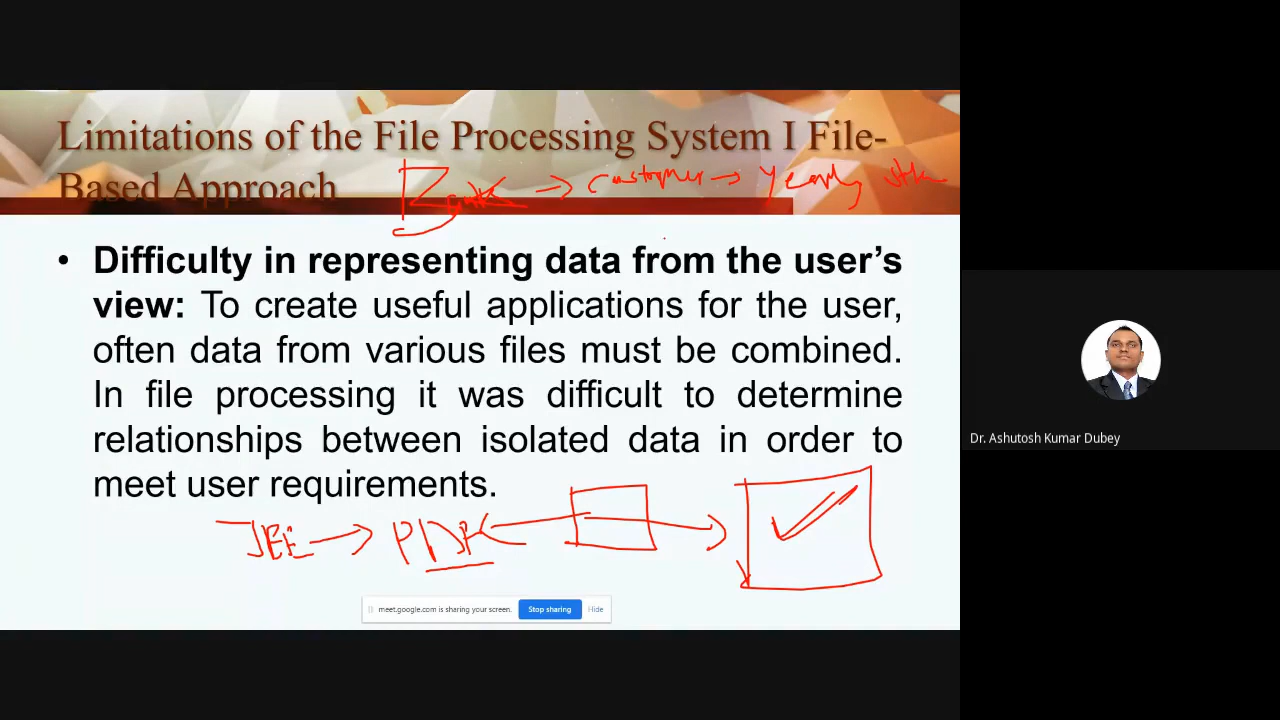 Limitations of the File Processing System I File-
Based Approach
Bank → Customer → Yearly
• Difficulty in representing data from the user's
view: To create useful applications for the user,
often data from various files must be combined.
In file processing it was difficult to determine
relationships between isolated data in order to
meet user requirements.
JEE →
meet.google.com is sharing your screen. Stop sharing Hide
Dr. Ashutosh Kumar Dubey